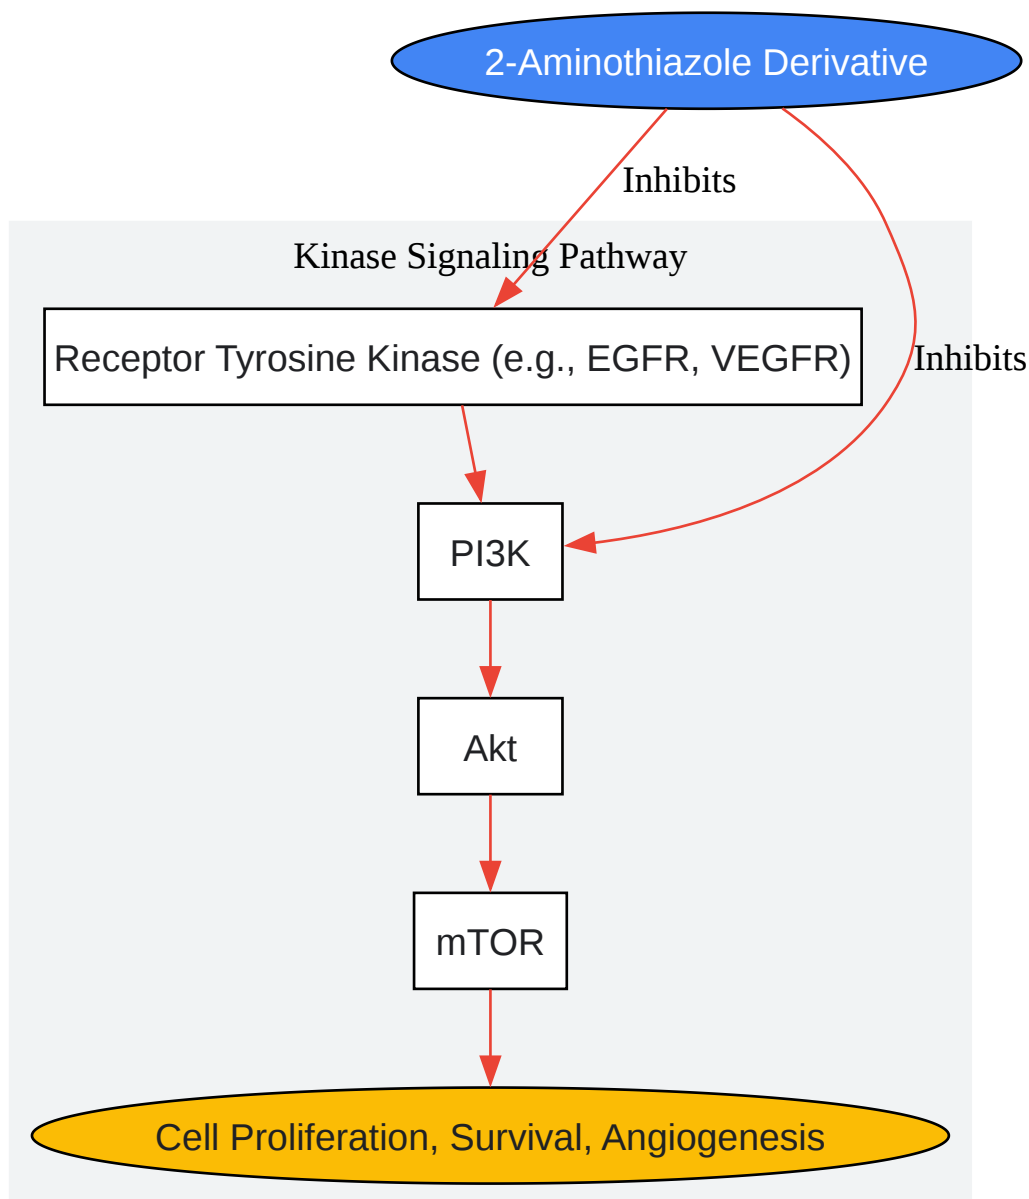 2-Aminothiazole Derivative
Inhibits
Kinase Signaling Pathway
Receptor Tyrosine Kinase (e.g., EGFR, VEGFR)
Inhibits
PI3K
Akt
mTOR
Cell Proliferation, Survival, Angiogenesis